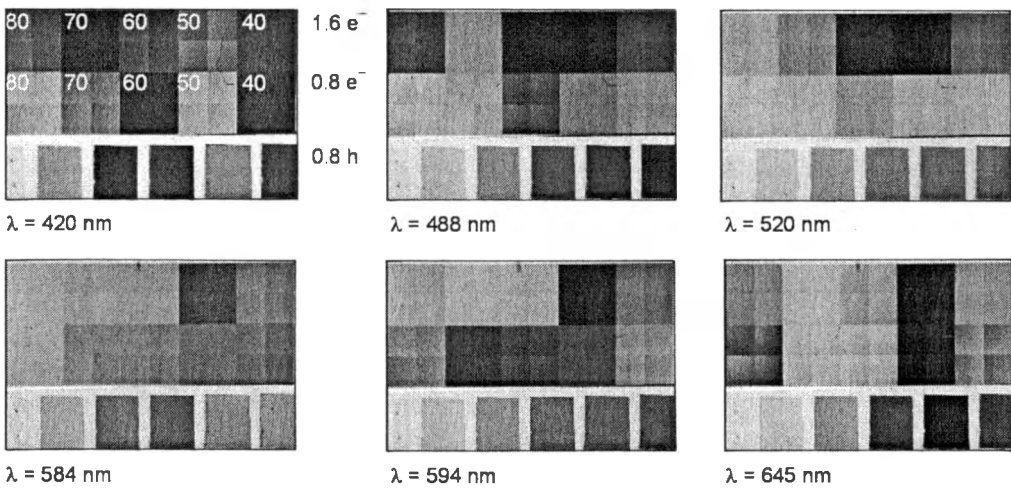 80 70 60 50 40 1.6 e⁻
80 70 60 50 40 0.8 e⁻
0.8 h
λ = 420 nm
λ = 488 nm
λ = 520 nm
λ = 584 nm
λ = 594 nm
λ = 645 nm